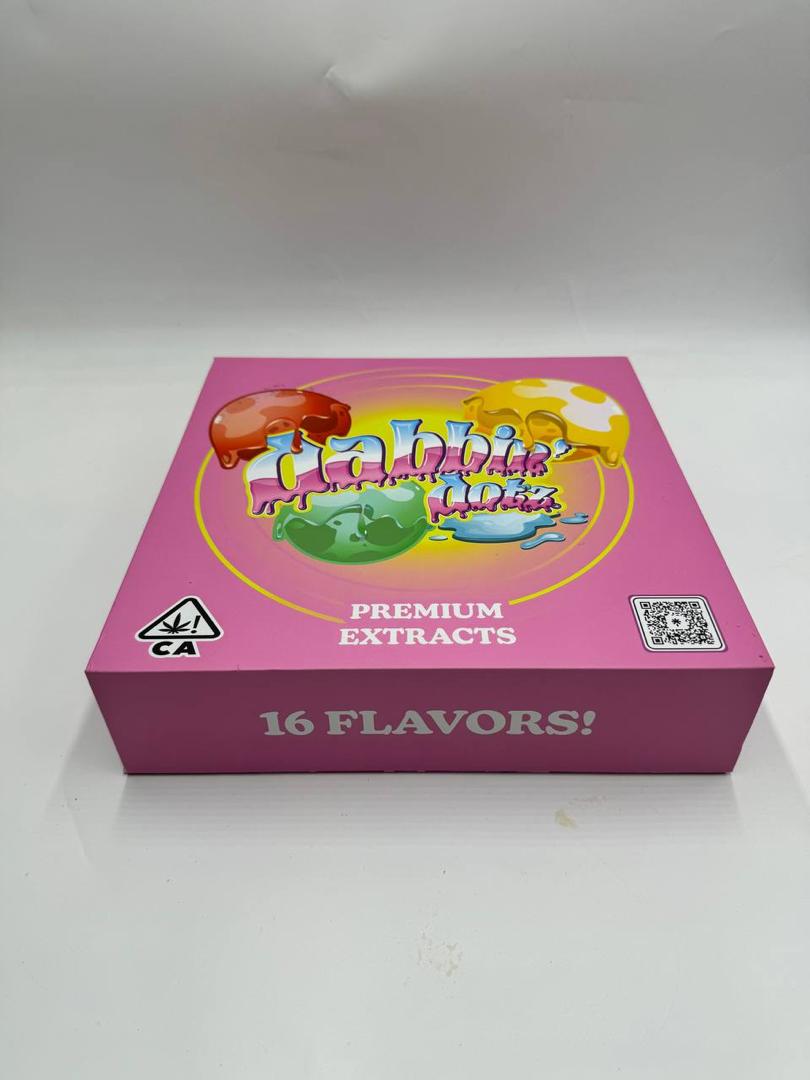 dabbin'
dotz
PREMIUM
EXTRACTS
CA
16 FLAVORS!